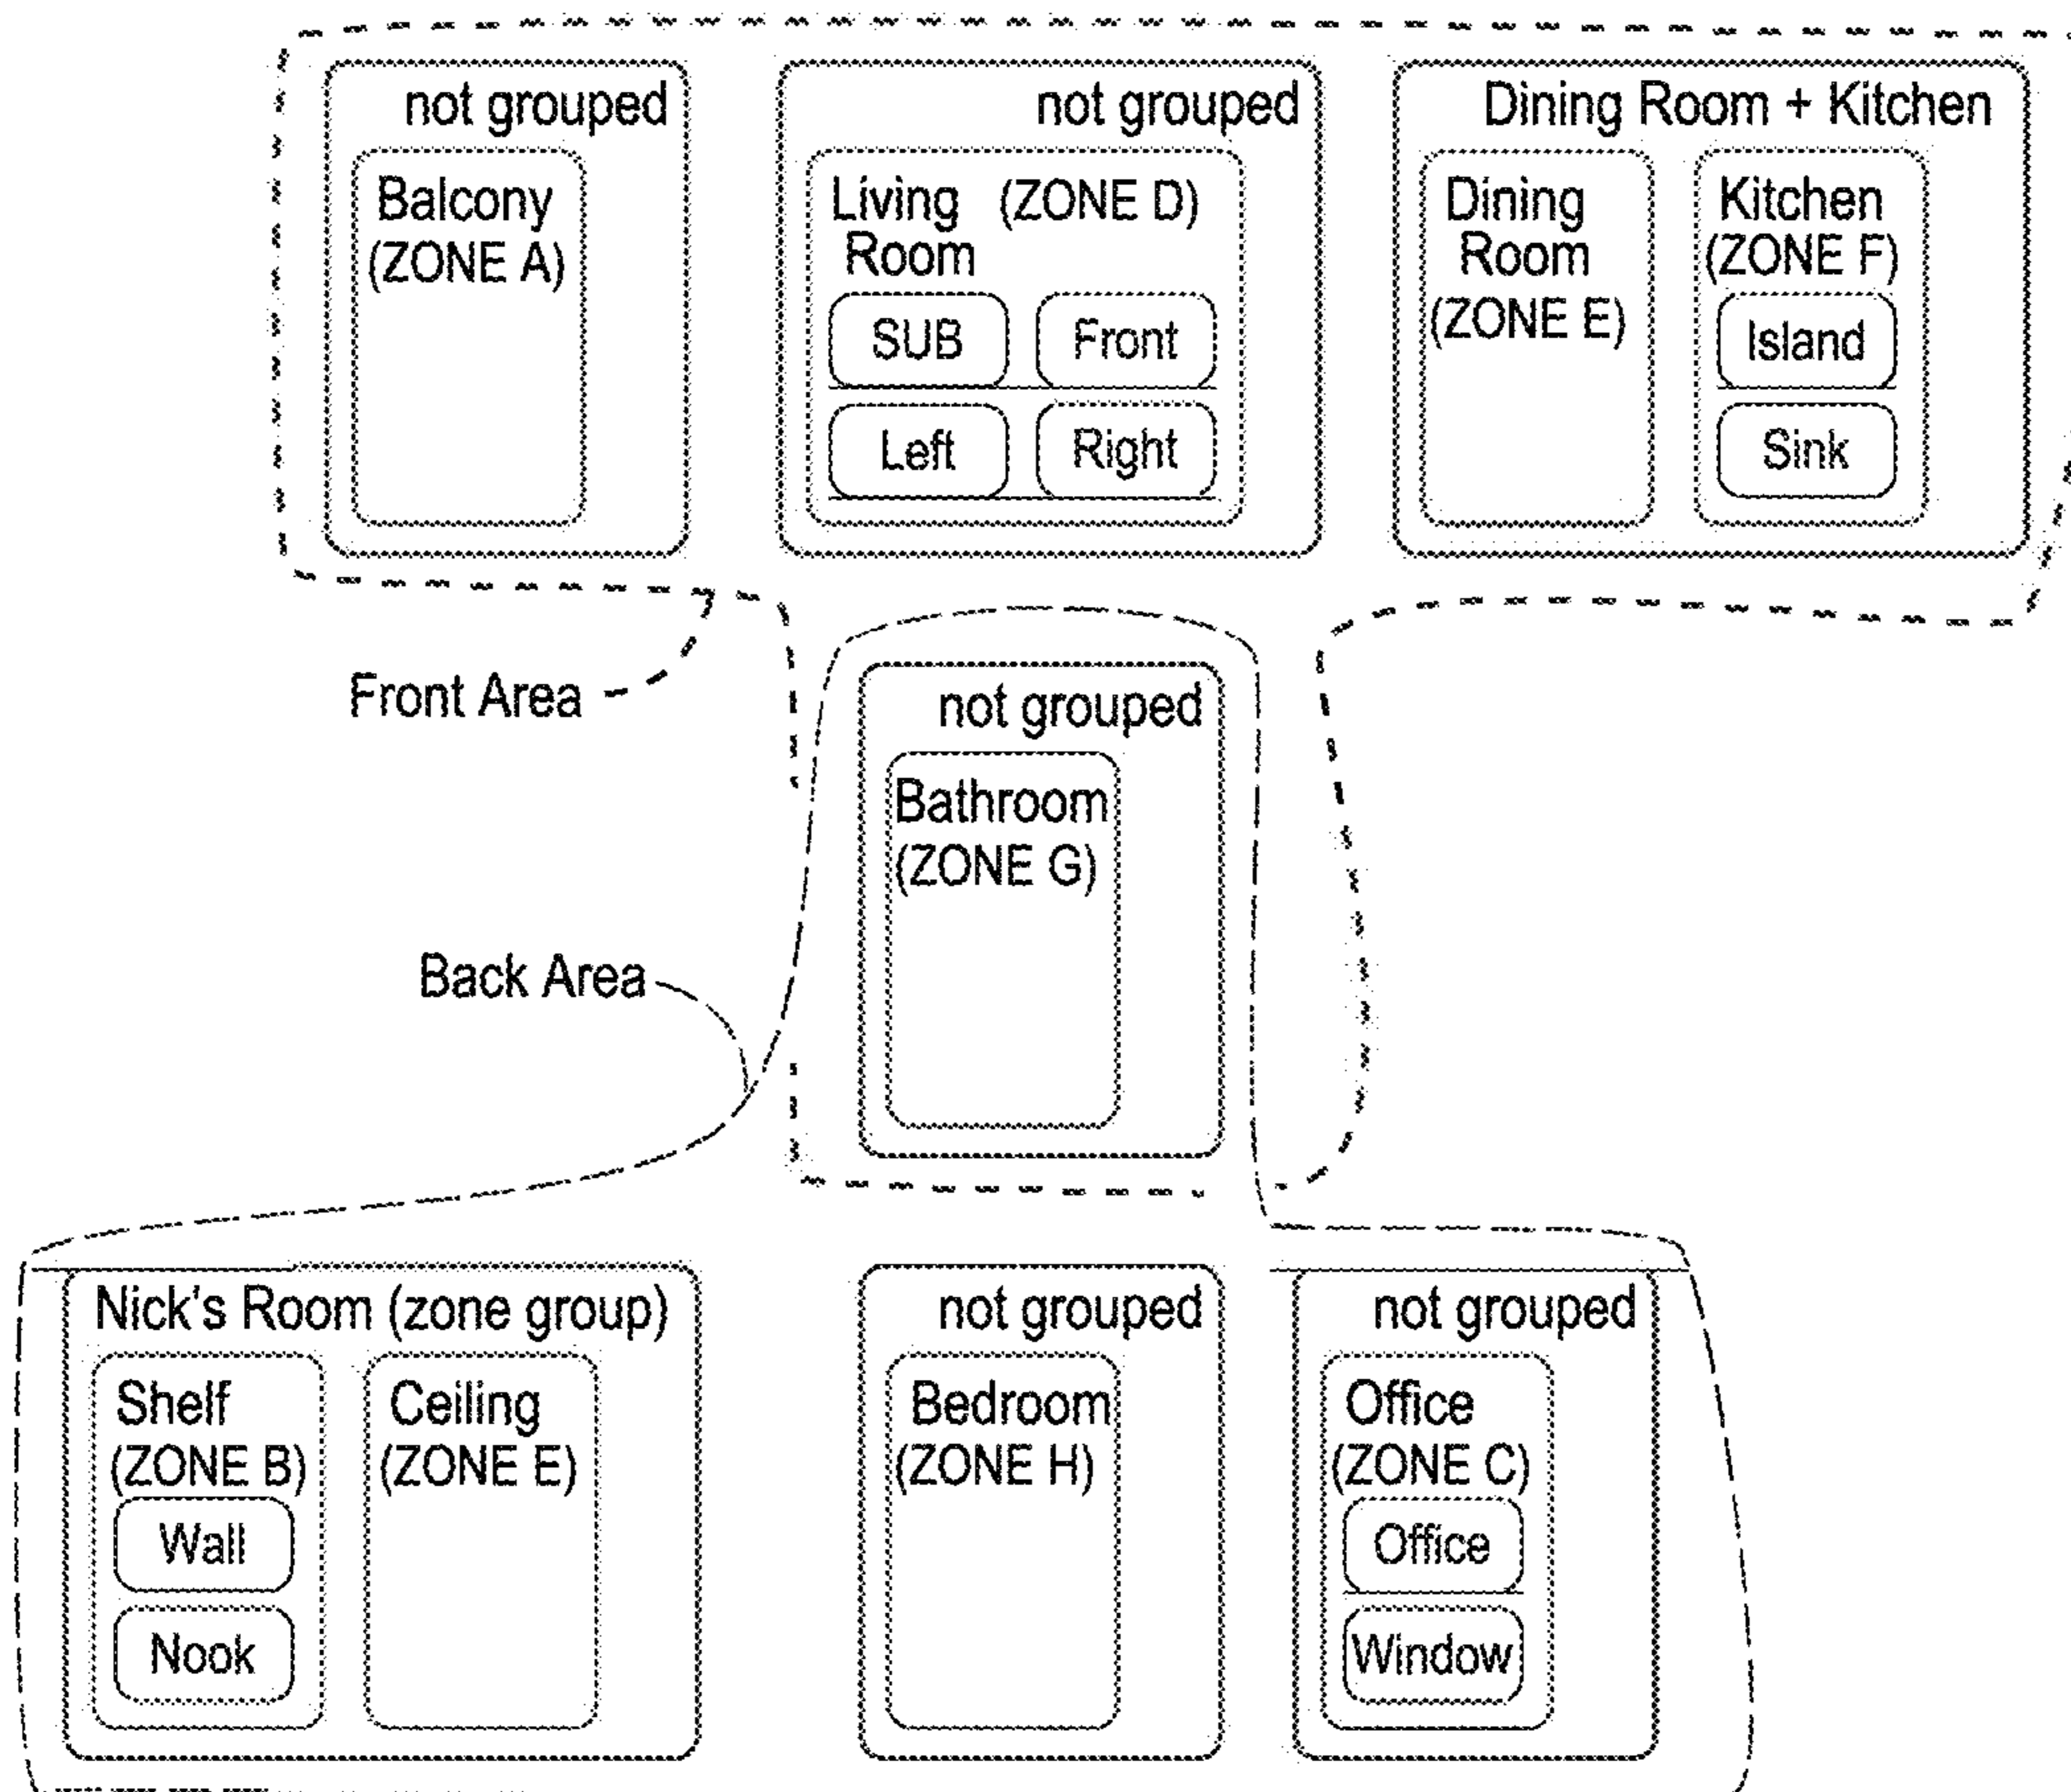 not grouped
Balcony
(ZONE A)
not grouped
Living (ZONE D)
Room
SUB
Front
Left
Right
Dining Room + Kitchen
Dining
Room
(ZONE E)
Kitchen
(ZONE F)
Island
Sink
Front Area
not grouped
Bathroom
(ZONE G)
Back Area
Nick's Room (zone group)
Shelf
(ZONE B)
Wall
Nook
Ceiling
(ZONE E)
not grouped
Bedroom
(ZONE H)
not grouped
Office
(ZONE C)
Office
Window